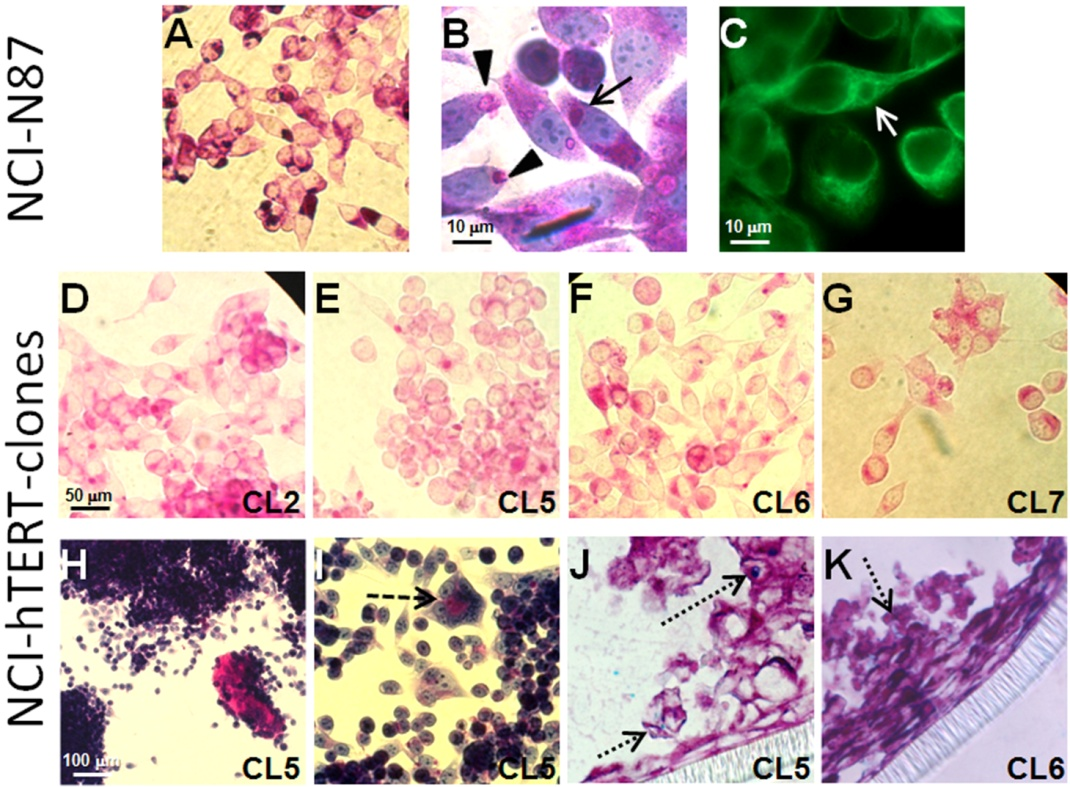 NCI-N87
A
B
C
10 µm
10 µm
NCI-hTERT-clones
D
E
F
G
50 µm
CL2
CL5
CL6
CL7
H
I
J
K
100 µm
CL5
CL5
CL5
CL6